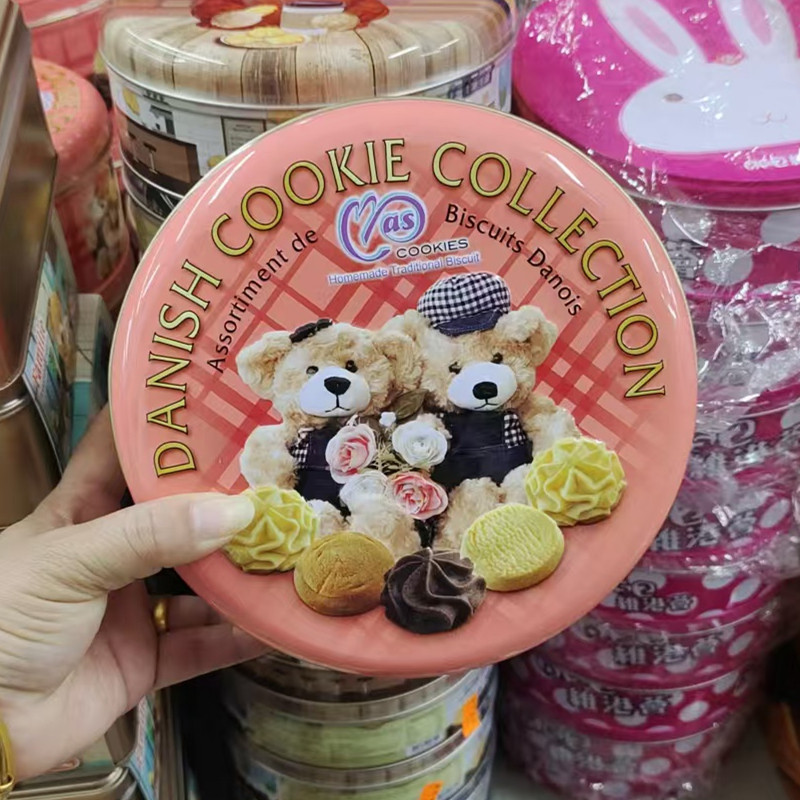 DANISH COOKIE COLLECTION
Assortiment de Biscuits Danois
Mas
COOKIES
Homemade Traditional Biscuit